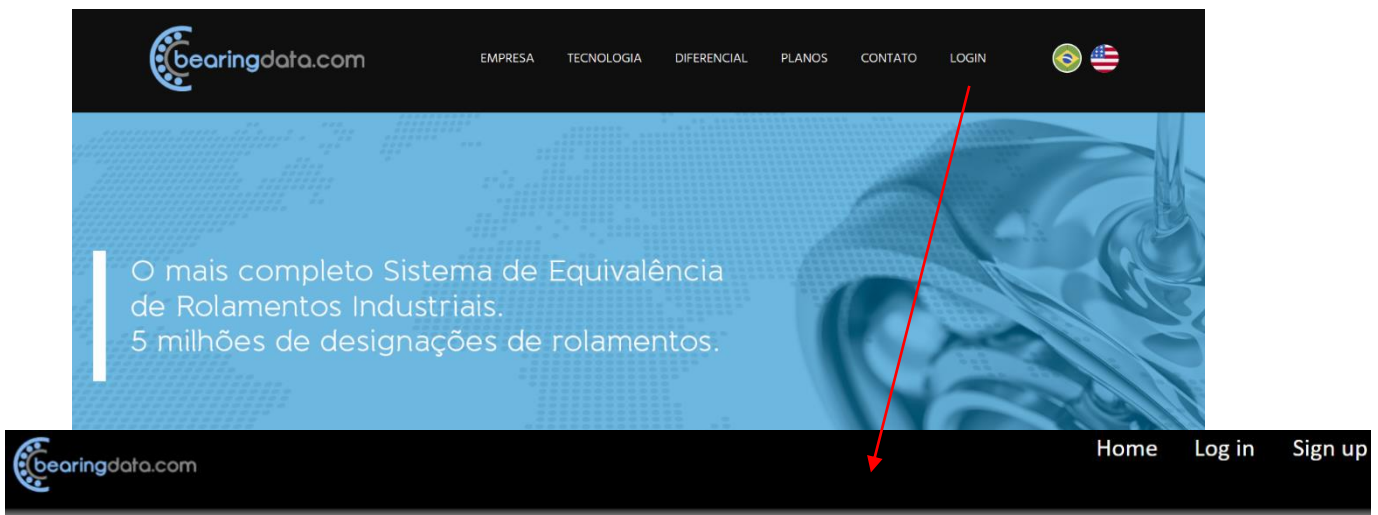 bearingdata.com
EMPRESA TECNOLOGIA DIFERENCIAL PLANOS CONTATO LOGIN
O mais completo Sistema de Equivalência
de Rolamentos Industriais.
5 milhões de designações de rolamentos.
bearingdata.com
Home Log in Sign up